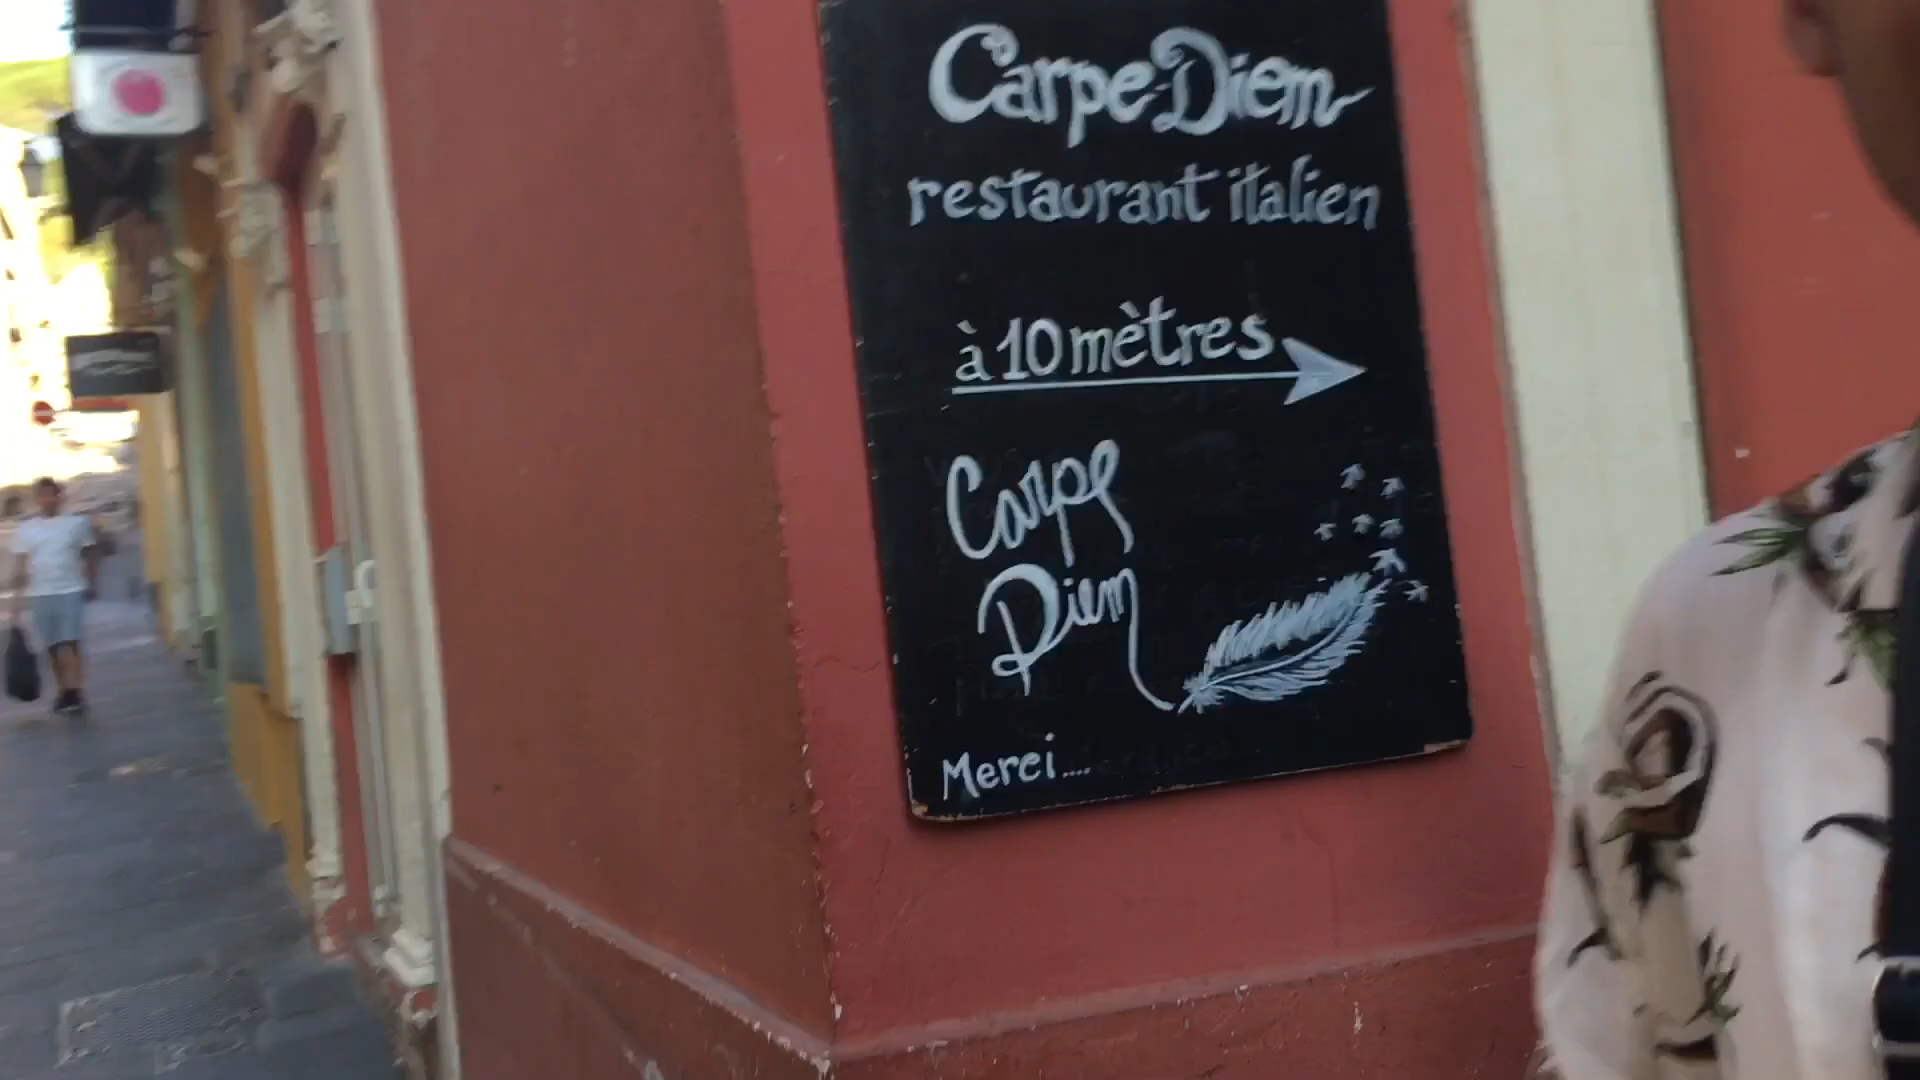 Carpe Diem
restaurant italien
à 10 mètres
Carpe
Diem
Merci....